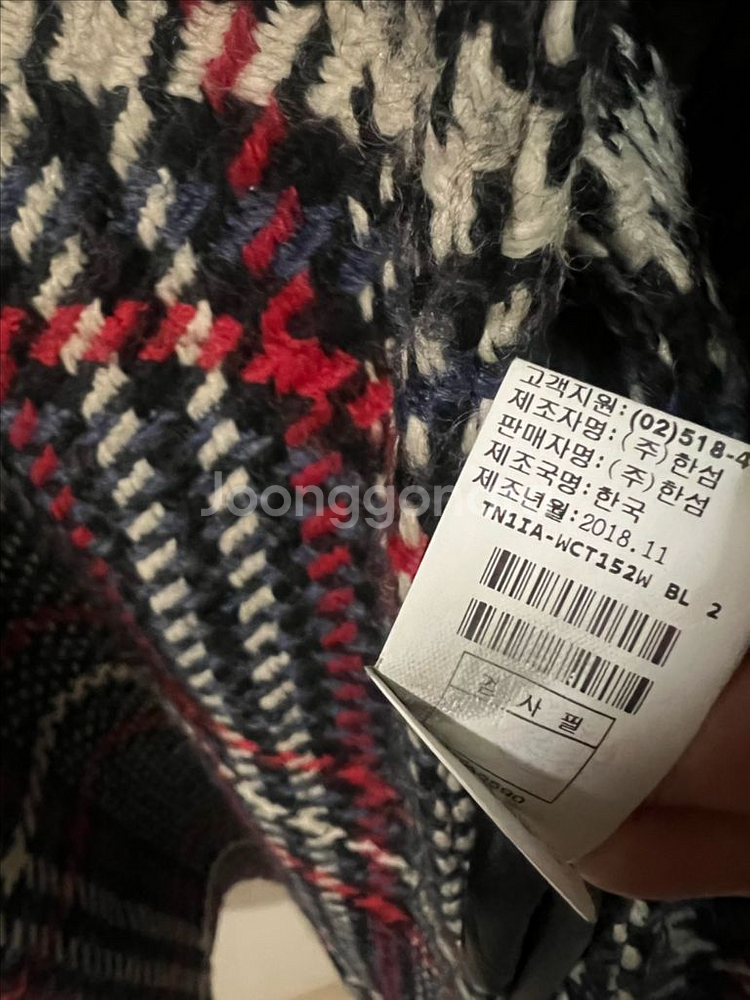 고객지원:(02)518-4
제조자명:(주)한섬
판매자명:(주)한섬
제조국명:한국
제조년월:2018.11
TN1IA-WCT152W BL 2
검사필
Joonggon